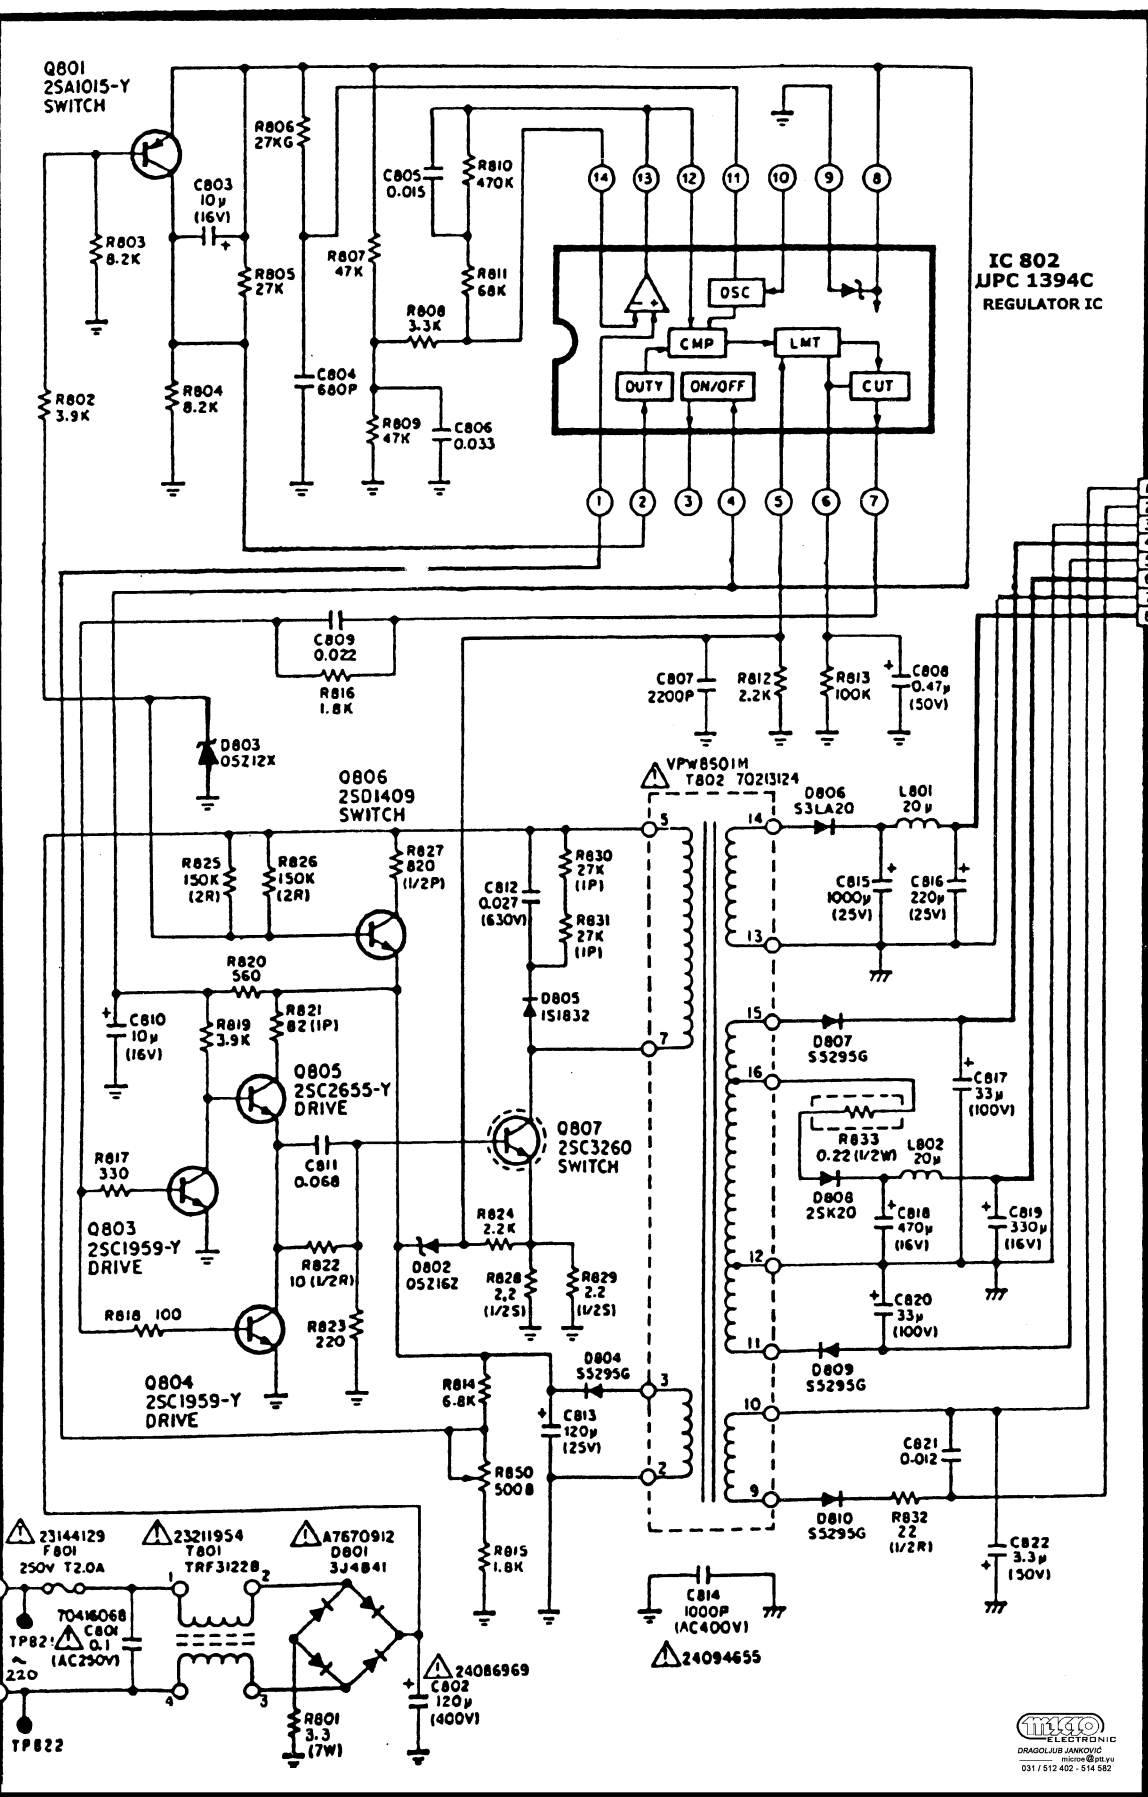 Q801
2SA1015-Y
SWITCH
R806
27KG
C803
10µ
(16V)
+
C805
0.015
R810
470K
14
13
12
11
10
9
8
R803
8.2K
R805
27K
R807
47K
R811
68K
R808
3.3K
IC 802
µPC 1394C
REGULATOR IC
- +
OSC
CMP
LMT
DUTY
ON/OFF
CUT
R802
3.9K
R804
8.2K
C804
680P
R809
47K
C806
0.033
1
2
3
4
5
6
7
C809
0.022
R816
1.8K
C807
2200P
R812
2.2K
R813
100K
+
C808
0.47µ
(50V)
D803
05Z12X
Q806
2SD1409
SWITCH
VPW8501M
T802 70213124
R825
150K
(2R)
R826
150K
(2R)
R827
820
(1/2P)
C812
0.027
(630V)
R830
27K
(1P)
R831
27K
(1P)
5
14
D806
S3LA20
L801
20µ
+
C815
1000µ
(25V)
+
C816
220µ
(25V)
13
R820
560
D805
1S1832
7
+
C810
10µ
(16V)
R819
3.9K
R821
82(1P)
15
D807
S5295G
+
C817
33µ
(100V)
16
R833
0.22(1/2W)
Q805
2SC2655-Y
DRIVE
Q807
2SC3260
SWITCH
C811
0.068
R817
330
L802
20µ
D808
2SK20
+
C818
470µ
(16V)
+
C819
330µ
(16V)
Q803
2SC1959-Y
DRIVE
R824
2.2K
R822
10(1/2R)
D802
05Z16Z
R828
2.2
(1/2S)
R829
2.2
(1/2S)
12
+
C820
33µ
(100V)
R818 100
R823
220
11
D809
S5295G
Q804
2SC1959-Y
DRIVE
R814
6.8K
D804
S5295G
3
+
C813
120µ
(25V)
10
C821
0.012
R850
500B
2
9
D810
S5295G
R832
22
(1/2R)
R815
1.8K
C822
3.3µ
+
(50V)
C814
1000P
(AC400V)
24094655
23144129
F801
250V T2.0A
23211954
T801
TRF3122B
A7670912
D801
3J4B41
1
2
70416068
C801
0.1
(AC250V)
TP821
~
220
4
3
R801
3.3
(7W)
24086969
+
C802
120µ
(400V)
TP822
micro
ELECTRONIC
DRAGOLJUB JANKOVIĆ
microe@ptt.yu
031 / 512 402 - 514 582